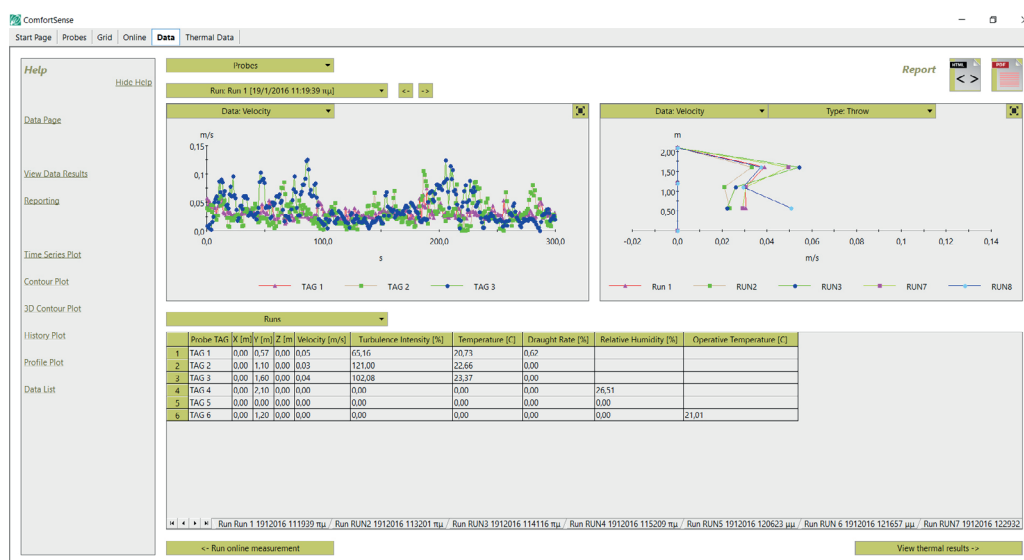 ComfortSense
Start Page Probes Grid Online Data Thermal Data
Help
Hide Help
Data Page
View Data Results
Reporting
Time Series Plot
Contour Plot
3D Contour Plot
History Plot
Profile Plot
Data List
Probes
Run: Run 1 [19/1/2016 11:19:39 πμ]
<- ->
Report
HTML
< >
PDF
Data: Velocity
m/s
0,15
0,11
0,05
0,0
0,0 100,0 200,0 300,0
s
TAG 1 TAG 2 TAG 3
Data: Velocity Type: Throw
m
2,00
1,50
1,00
0,50
-0,02 0,0 0,02 0,04 0,06 0,08 0,1 0,12 0,14
m/s
Run 1 RUN2 RUN3 RUN7 RUN8
Runs
Probe TAG X [m] Y [m] Z [m Velocity [m/s] Turbulence Intensity [%] Temperature [C] Draught Rate [%] Relative Humidity [%] Operative Temperature [C]
1 TAG 1 0,00 0,57 0,00 0,05 65,16 20,73 0,62
2 TAG 2 0,00 1,10 0,00 0,03 121,00 22,66 0,00
3 TAG 3 0,00 1,60 0,00 0,04 102,08 23,37 0,00
4 TAG 4 0,00 2,10 0,00 0,00 0,00 0,00 0,00 26,51
5 TAG 5 0,00 0,00 0,00 0,00 0,00 0,00 0,00 0,00
6 TAG 6 0,00 1,20 0,00 0,00 0,00 0,00 0,00 21,01
Run Run 1 1912016 111939 πμ / Run RUN2 1912016 113201 πμ / Run RUN3 1912016 114116 πμ / Run RUN4 1912016 115209 πμ / Run RUN5 1912016 120623 μμ / Run RUN 6 1912016 121657 μμ / Run RUN7 1912016 122932
<- Run online measurement
View thermal results ->